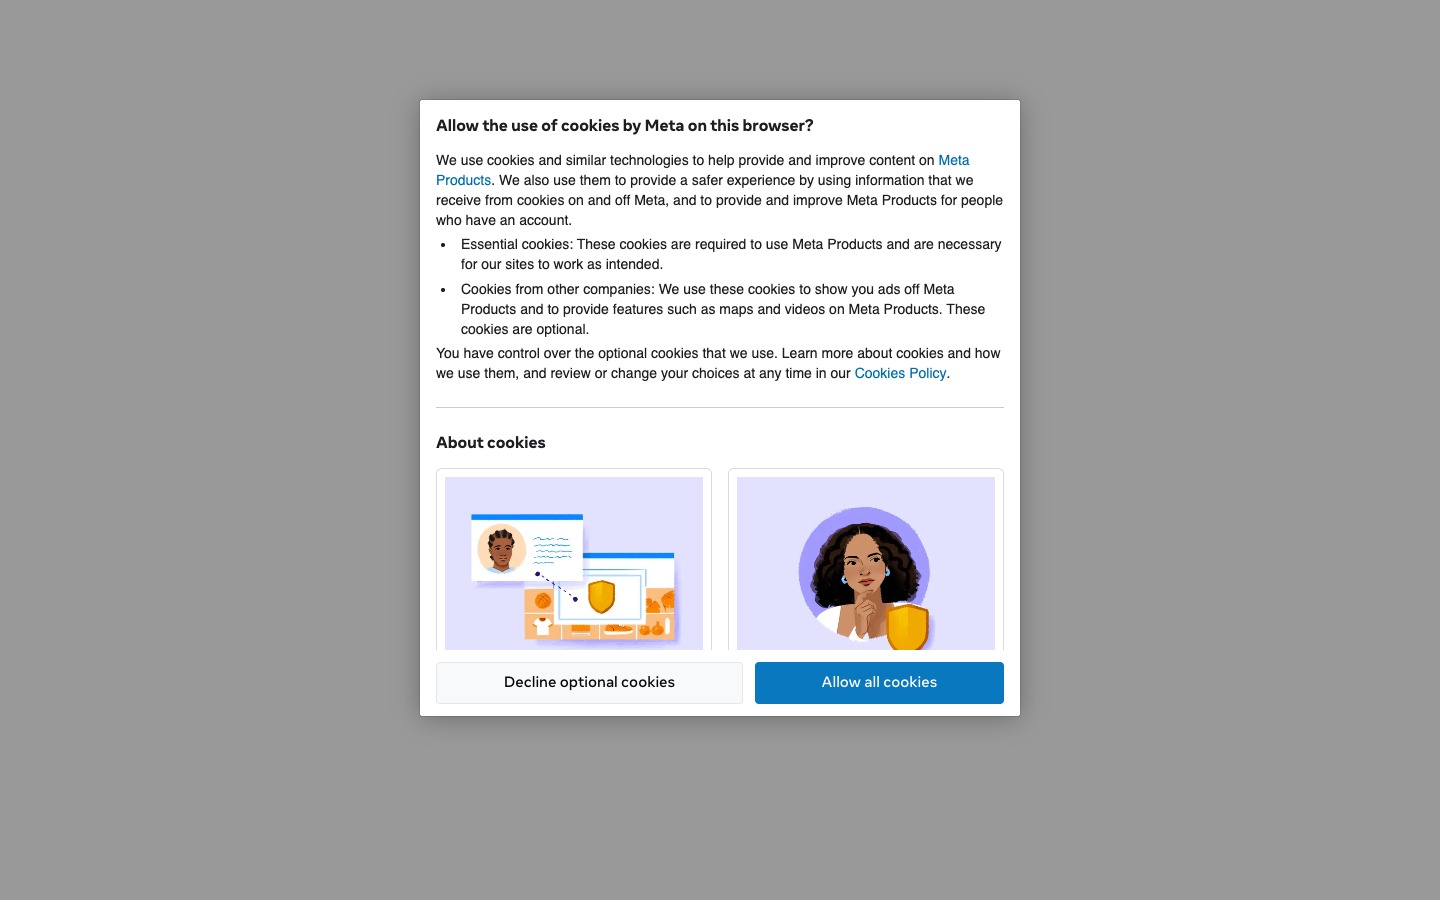 Allow the use of cookies by Meta on this browser?
We use cookies and similar technologies to help provide and improve content on Meta
Products. We also use them to provide a safer experience by using information that we
receive from cookies on and off Meta, and to provide and improve Meta Products for people
who have an account.
• Essential cookies: These cookies are required to use Meta Products and are necessary
for our sites to work as intended.
• Cookies from other companies: We use these cookies to show you ads off Meta
Products and to provide features such as maps and videos on Meta Products. These
cookies are optional.
You have control over the optional cookies that we use. Learn more about cookies and how
we use them, and review or change your choices at any time in our Cookies Policy.
About cookies
Decline optional cookies
Allow all cookies